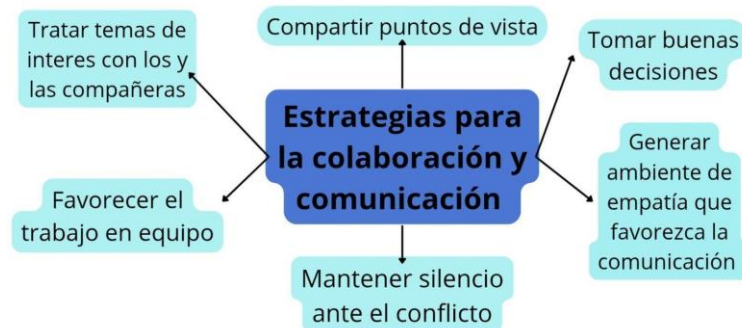 Tratar temas de
interes con los y
las compañeras
Compartir puntos de vista
Tomar buenas
decisiones
Estrategias para
la colaboración y
comunicación
Favorecer el
trabajo en equipo
Generar
ambiente de
empatía que
favorezca la
comunicación
Mantener silencio
ante el conflicto